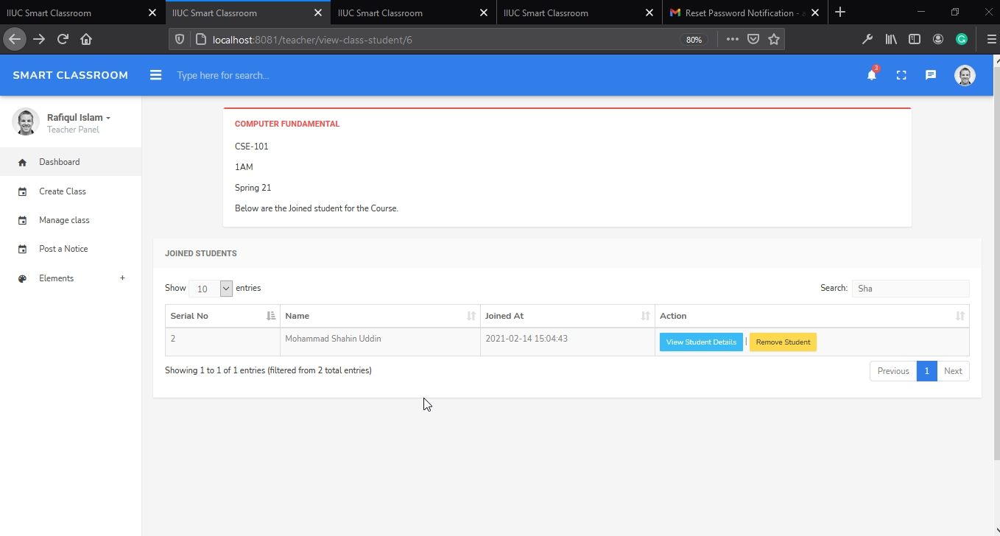 IIUC Smart Classroom
IIUC Smart Classroom
IIUC Smart Classroom
IIUC Smart Classroom
Reset Password Notification -
localhost:8081/teacher/view-class-student/6
80%
SMART CLASSROOM
Type here for search...
3
Rafiqul Islam
Teacher Panel
Dashboard
Create Class
Manage class
Post a Notice
Elements +
COMPUTER FUNDAMENTAL
CSE-101
1AM
Spring 21
Below are the Joined student for the Course.
JOINED STUDENTS
Show 10 entries
Search: Sha
Serial No Name Joined At Action
2 Mohammad Shahin Uddin 2021-02-14 15:04:43 View Student Details | Remove Student
Showing 1 to 1 of 1 entries (filtered from 2 total entries)
Previous 1 Next